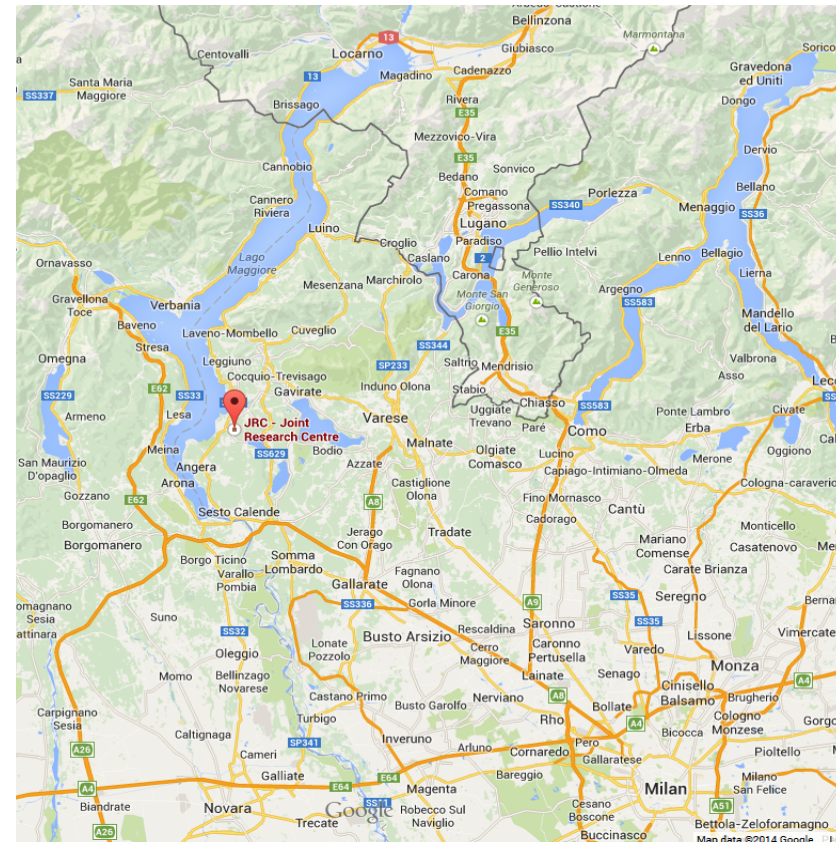 Bellinzona
Marmontana
Centovalli
Locarno
13
Giubiasco
Sorico
Magadino
Cadenazzo
Gravedona
ed Uniti
Santa Maria
Maggiore
SS337
13
Brissago
Rivera
Dongo
E35
Mezzovico-Vira
Dervio
E35
Cannobio
Bedano
Sonvico
Bellano
Cannero
Riviera
Comano
Pregassona
Porlezza
SS340
Menaggio
SS36
Luino
Lugano
Croglio
Paradiso
Lago
Maggiore
Caslano
2
Pellio Intelvi
Lenno
Bellagio
Ornavasso
Mesenzana
Marchirolo
Carona
Monte
Generoso
Argegno
Lierna
Gravellona
Toce
Verbania
Monte San
Giorgio
SS583
Mandello
del Lario
Baveno
Laveno-Mombello
Cuveglio
E35
Stresa
SS344
Omegna
Leggiuno
SP233
Saltrio
Mendrisio
Valbrona
Asso
Cocquio-Trevisago
Gavirate
Induno Olona
Stabio
E62
SS33
SS229
Chiasso
SS583
Armeno
Lesa
JRC - Joint
Research Centre
Varese
Uggiate
Trevano
Paré
Como
Ponte Lambro
Erba
Civate
Meina
SS629
Bodio
Malnate
Olgiate
Comasco
Lucino
Merone
Oggiono
San Maurizio
D'opaglio
Angera
Arona
Azzate
Capiago-Intimiano-Olmeda
Gozzano
E62
Castiglione
Olona
Fino Mornasco
Cologna-caraverio
A8
Sesto Calende
Cadorago
Cantù
Borgomanero
Borgomanero
Jerago
Con Orago
Tradate
Mariano
Comense
Monticello
Casatenovo
Borgo Ticino
Somma
Lombardo
Carate Brianza
Varallo
Pombia
Gallarate
Fagnano
Olona
SS35
Seregno
SS336
Gorla Minore
A9
Suno
SS32
Busto Arsizio
Rescaldina
Saronno
SS35
Lissone
Vimercate
Oleggio
Lonate
Pozzolo
Cerro
Maggiore
Caronno
Pertusella
Varedo
Monza
Momo
Bellinzago
Novarese
Lainate
Senago
Castano Primo
Nerviano
A8
Cinisello
Balsamo
A4
Brugherio
Carpignano
Sesia
Turbigo
Busto Garolfo
Rho
Bollate
A4
Bicocca
Cologno
Monzese
Caltignaga
SP341
Inveruno
Pero
A26
Cameri
Arluno
Cornaredo
Gallaratese
Pioltello
Galliate
E64
E64
Bareggio
A4
Magenta
Milan
Milano
San Felice
Biandrate
Novara
Google
Robecco Sul
Naviglio
Cesano
Boscone
A51
A26
Trecate
Buccinasco
Bettola-Zeloforamagno
Map data ©2014 Google